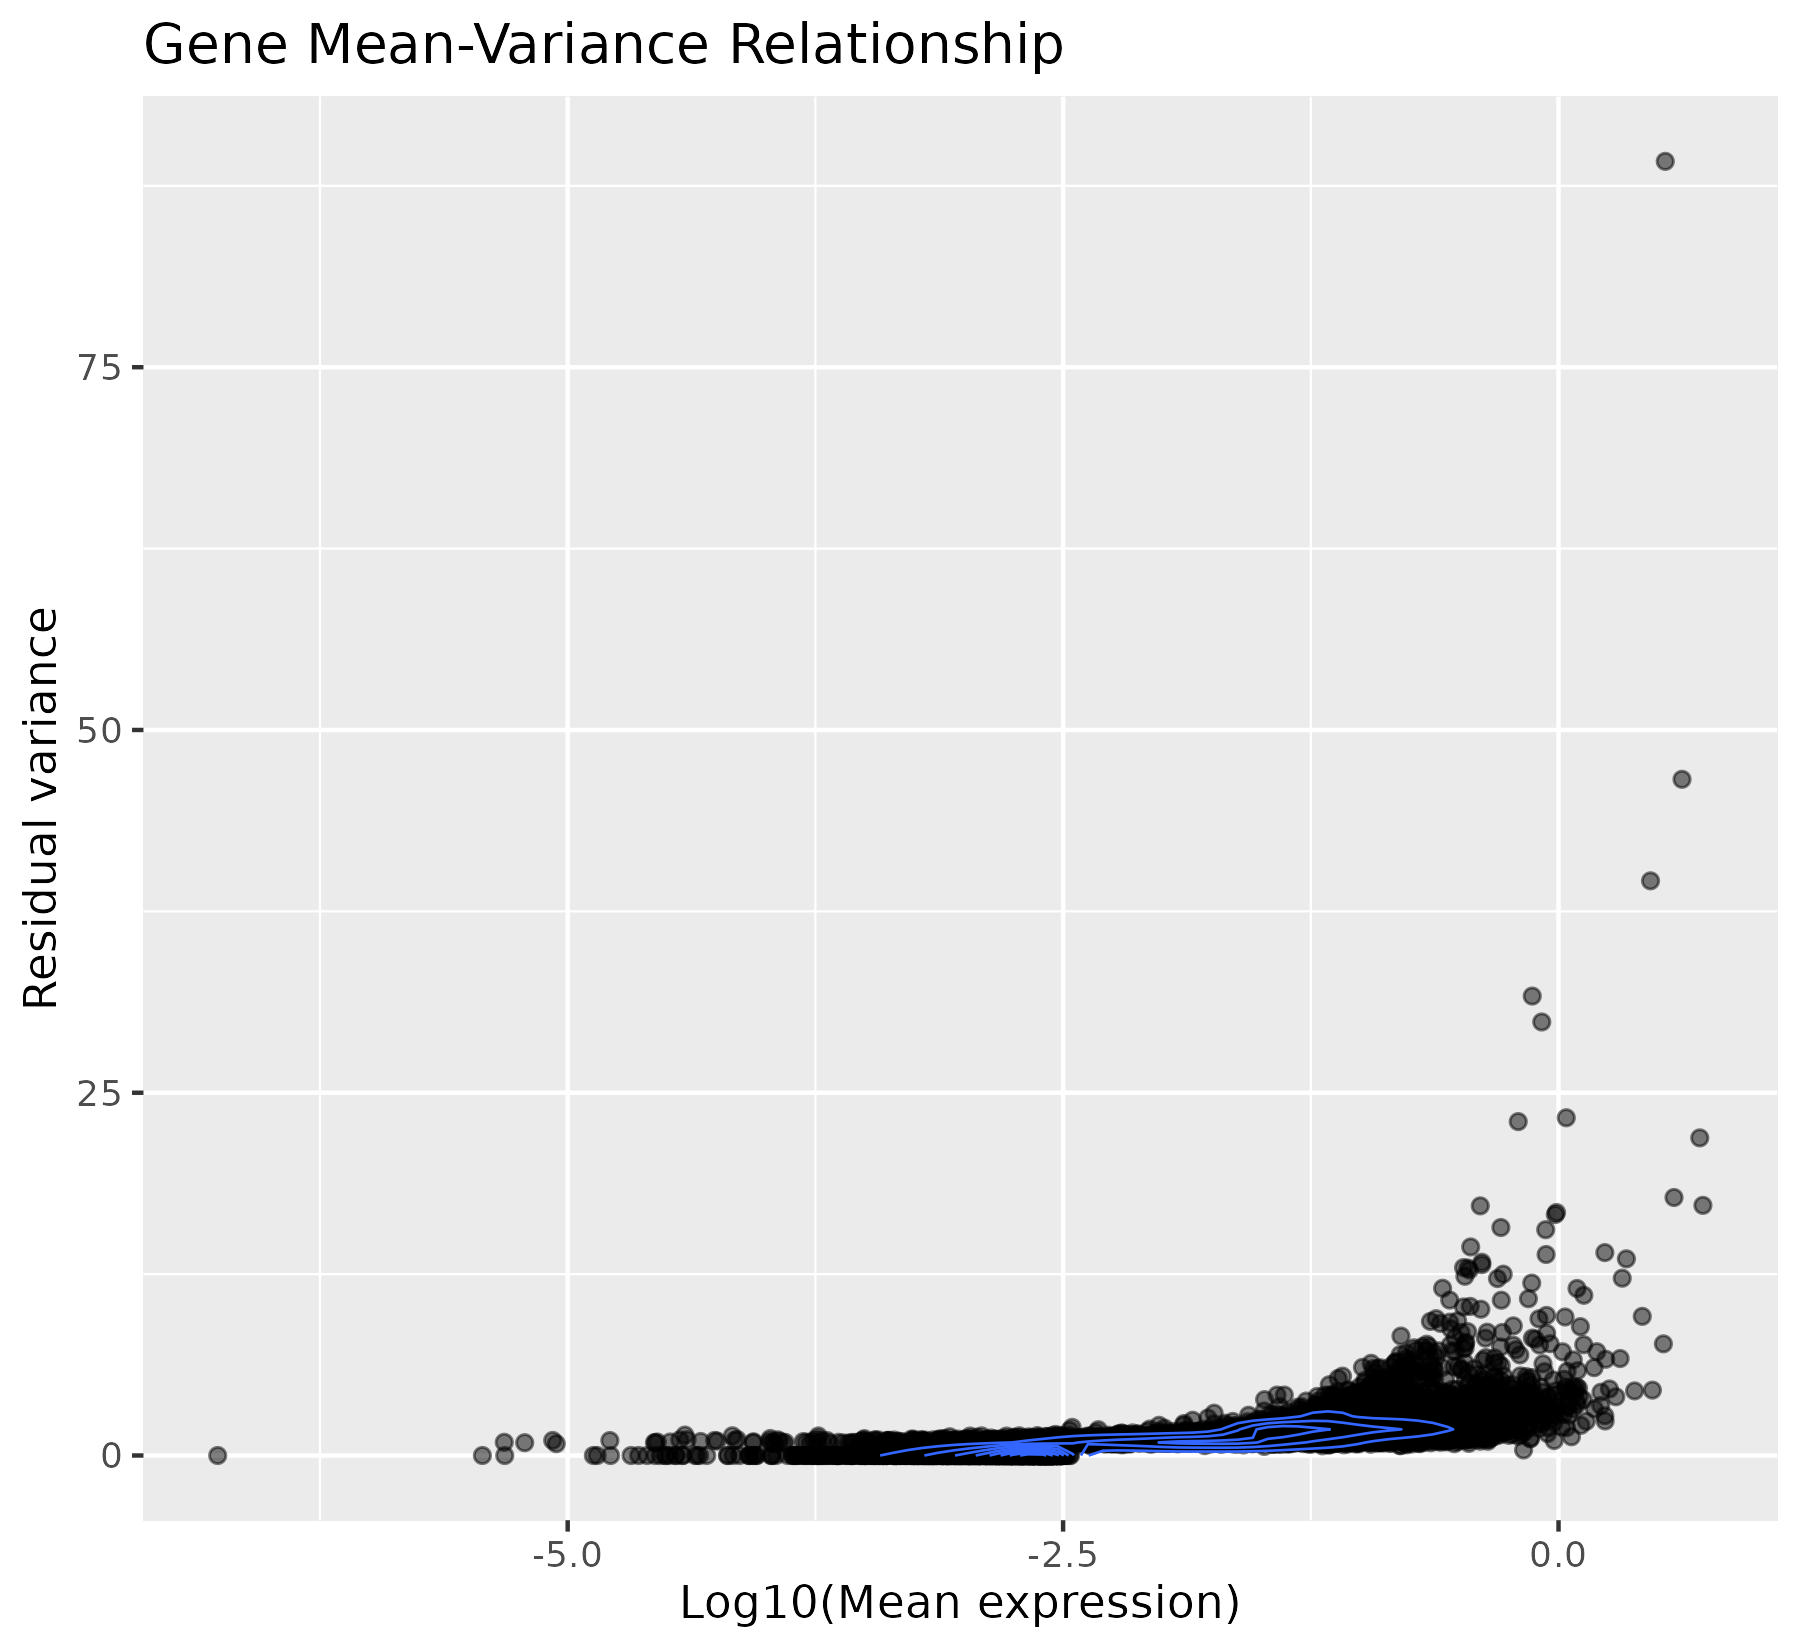 Gene Mean-Variance Relationship
Residual variance
75
50
25
0
-5.0
-2.5
0.0
Log10(Mean expression)